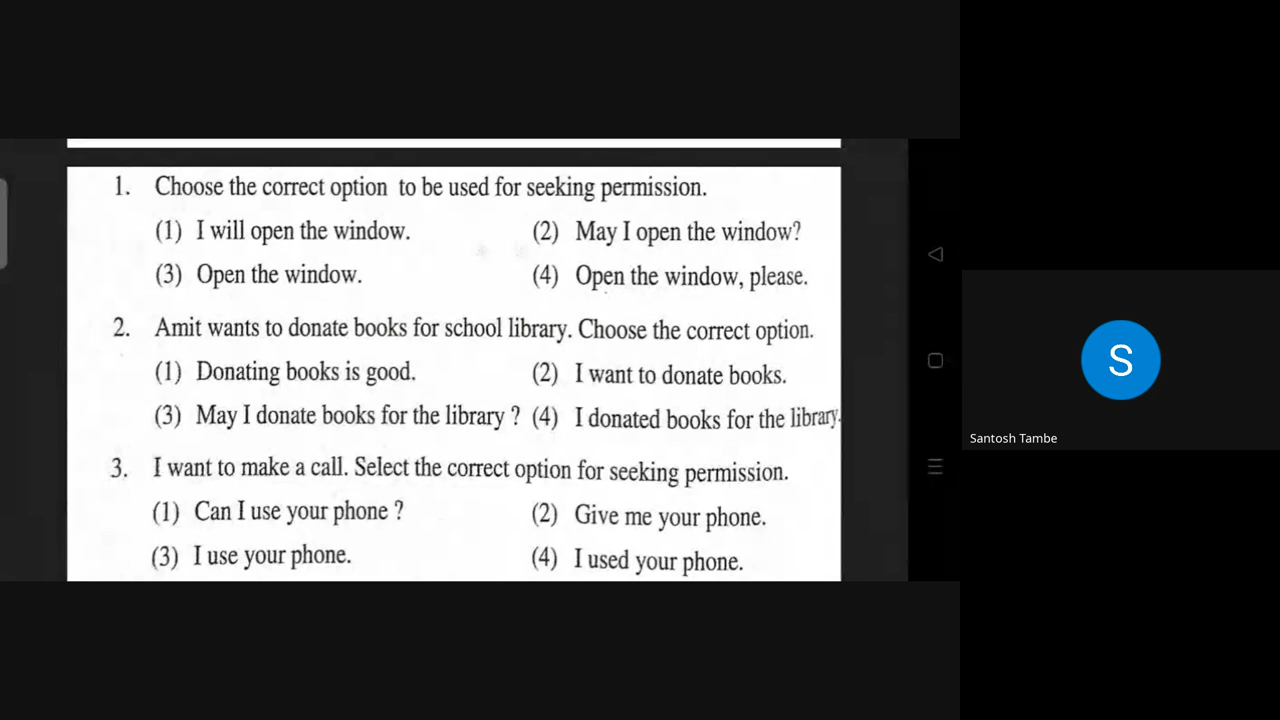 1. Choose the correct option to be used for seeking permission.
(1) I will open the window. (2) May I open the window?
(3) Open the window. (4) Open the window, please.
2. Amit wants to donate books for school library. Choose the correct option.
(1) Donating books is good. (2) I want to donate books.
(3) May I donate books for the library ? (4) I donated books for the library.
3. I want to make a call. Select the correct option for seeking permission.
(1) Can I use your phone ? (2) Give me your phone.
(3) I use your phone. (4) I used your phone.
S
Santosh Tambe